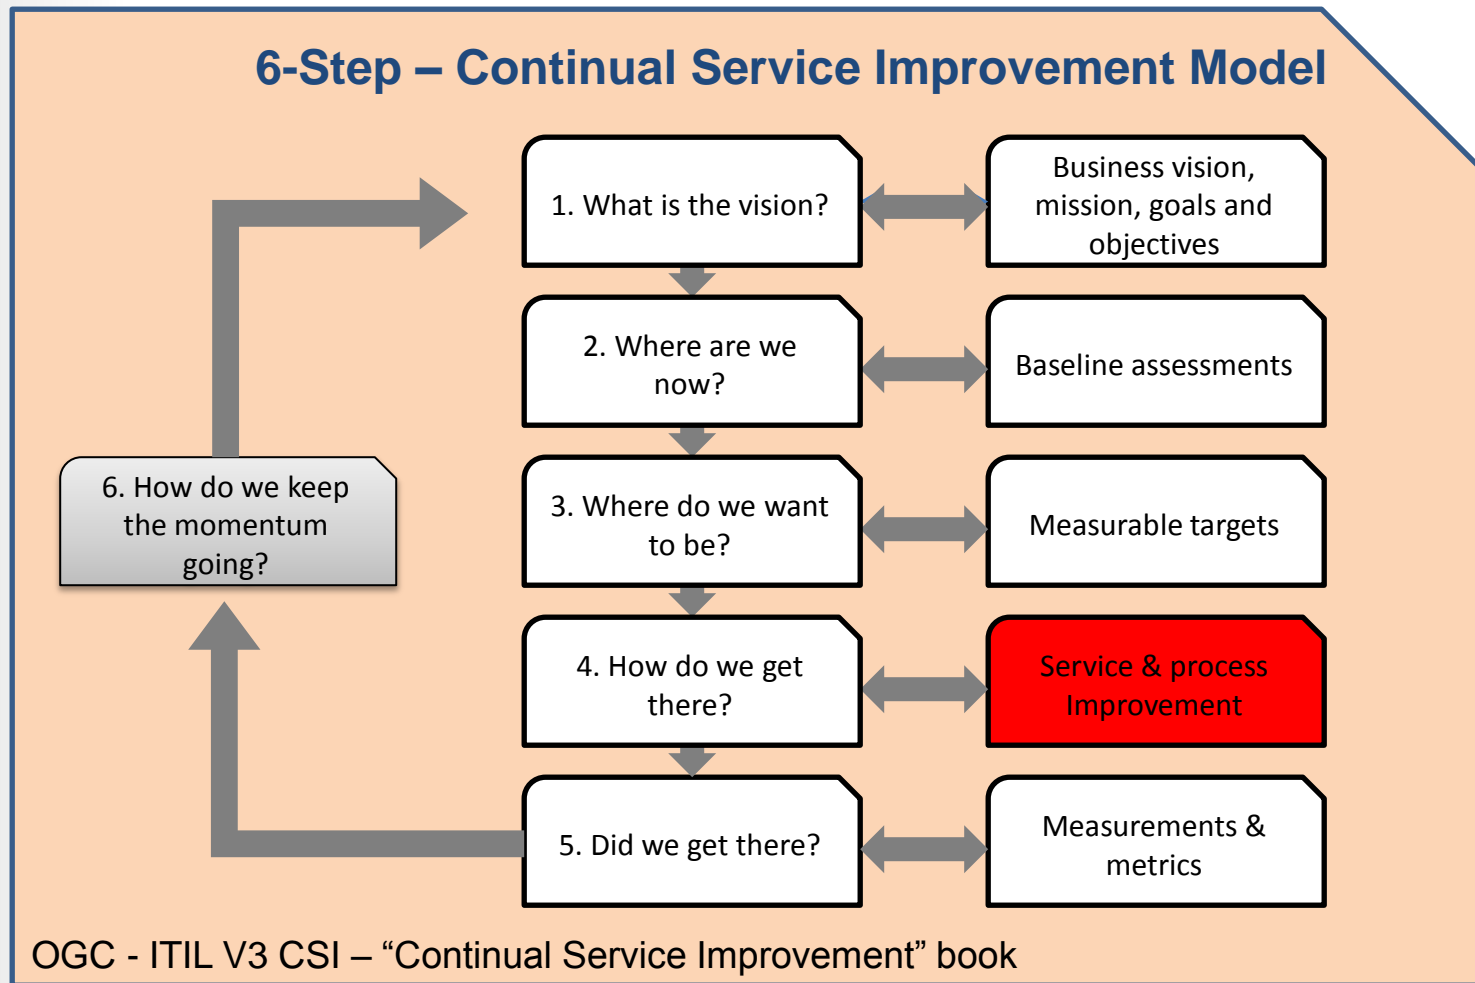 6-Step – Continual Service Improvement Model
1. What is the vision?
Business vision,
mission, goals and
objectives
2. Where are we
now?
Baseline assessments
3. Where do we want
to be?
Measurable targets
4. How do we get
there?
Service & process
Improvement
5. Did we get there?
Measurements &
metrics
6. How do we keep
the momentum
going?
OGC - ITIL V3 CSI – “Continual Service Improvement” book